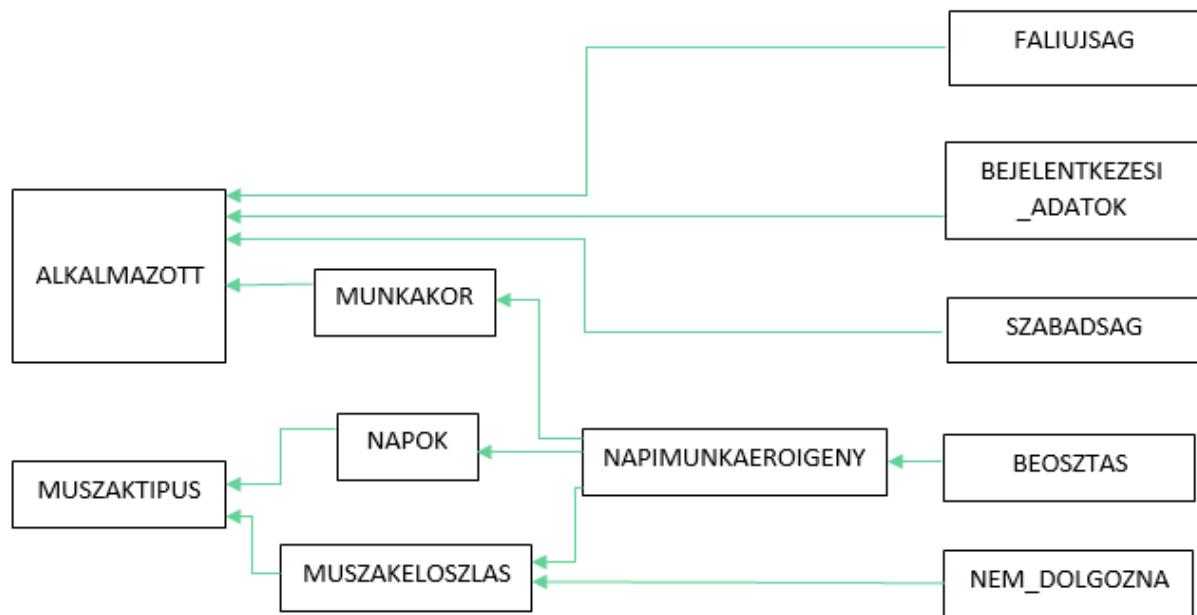 FALIUJSAG
BEJELENTKEZESI
_ADATOK
ALKALMAZOTT
MUNKAKOR
SZABADSAG
NAPOK
NAPIMUNKAEROIGENY
BEOSZTAS
MUSZAKTIPUS
MUSZAKELOSZLAS
NEM_DOLGOZNA